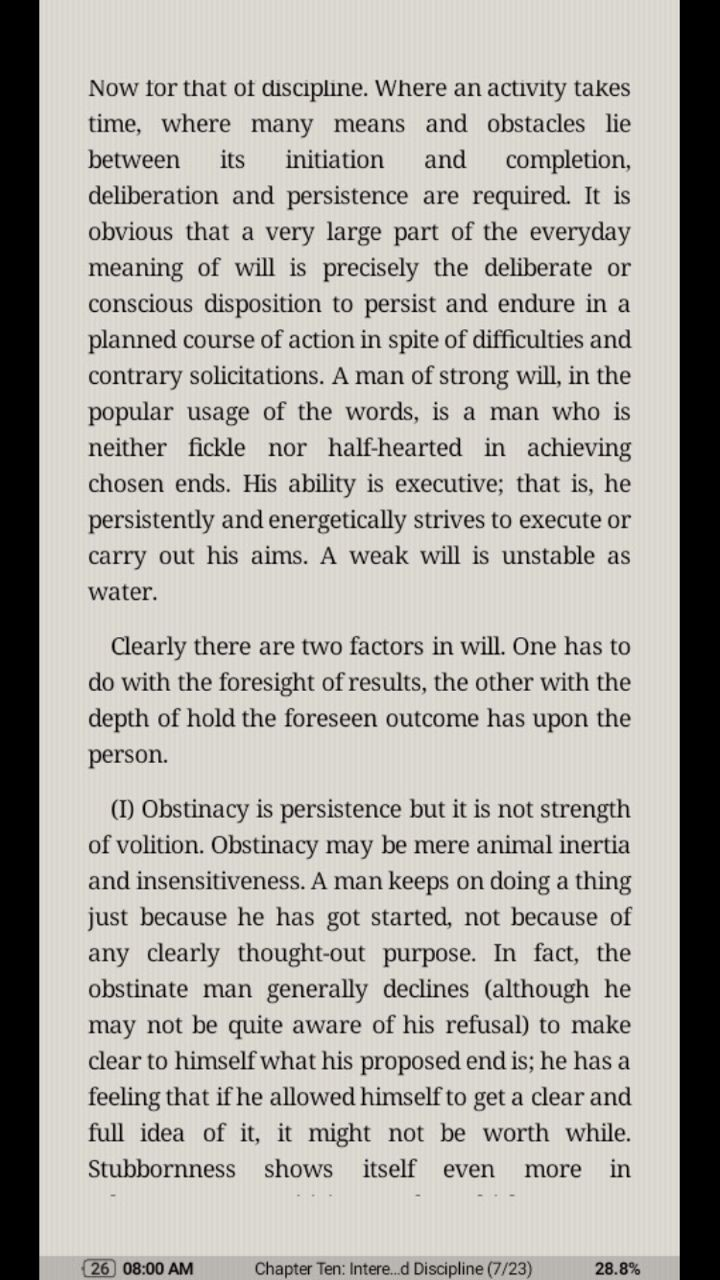 Now for that of discipline. Where an activity takes
time, where many means and obstacles lie
between its initiation and completion,
deliberation and persistence are required. It is
obvious that a very large part of the everyday
meaning of will is precisely the deliberate or
conscious disposition to persist and endure in a
planned course of action in spite of difficulties and
contrary solicitations. A man of strong will, in the
popular usage of the words, is a man who is
neither fickle nor half-hearted in achieving
chosen ends. His ability is executive; that is, he
persistently and energetically strives to execute or
carry out his aims. A weak will is unstable as
water.
Clearly there are two factors in will. One has to
do with the foresight of results, the other with the
depth of hold the foreseen outcome has upon the
person.
(I) Obstinacy is persistence but it is not strength
of volition. Obstinacy may be mere animal inertia
and insensitiveness. A man keeps on doing a thing
just because he has got started, not because of
any clearly thought-out purpose. In fact, the
obstinate man generally declines (although he
may not be quite aware of his refusal) to make
clear to himself what his proposed end is; he has a
feeling that if he allowed himself to get a clear and
full idea of it, it might not be worth while.
Stubbornness shows itself even more in
26 08:00 AM Chapter Ten: Intere...d Discipline (7/23) 28.8%